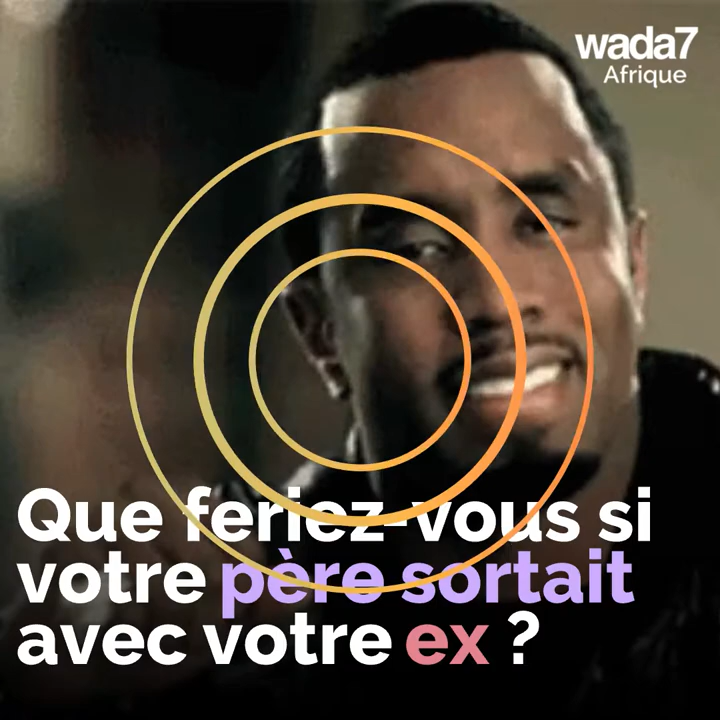 wada7
Afrique
Que feriez-vous si
votre père sortait
avec votre ex ?